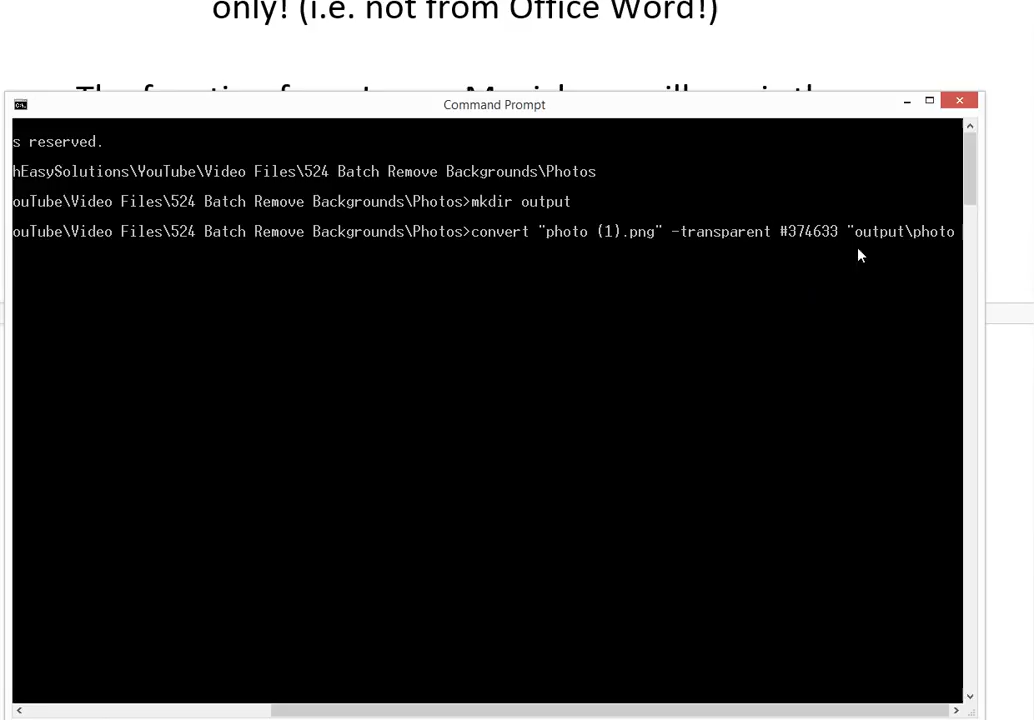 only! (i.e. not from Office Word!)
Command Prompt
s reserved.
hEasySolutions\YouTube\Video Files\524 Batch Remove Backgrounds\Photos
ouTube\Video Files\524 Batch Remove Backgrounds\Photos>mkdir output
ouTube\Video Files\524 Batch Remove Backgrounds\Photos>convert "photo (1).png" -transparent #374633 "output\photo